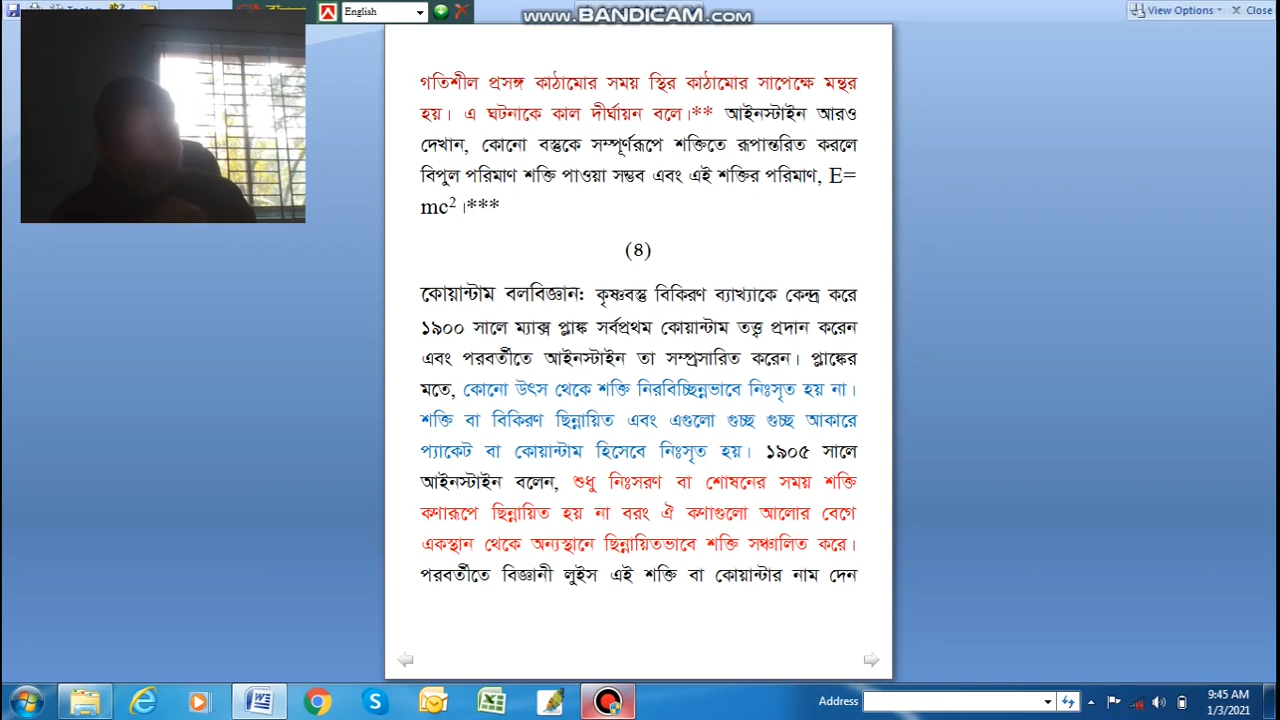 www.BANDICAM.com
English
View Options
Close
গতিশীল প্রসঙ্গ কাঠামোর সময় স্থির কাঠামোর সাপেক্ষে মন্থর
হয়। এ ঘটনাকে কাল দীর্ঘায়ন বলে।** আইনস্টাইন আরও
দেখান, কোনো বস্তুকে সম্পূর্ণরূপে শক্তিতে রূপান্তরিত করলে
বিপুল পরিমাণ শক্তি পাওয়া সম্ভব এবং এই শক্তির পরিমাণ, E=
mc²।***
(৪)
কোয়ান্টাম বলবিজ্ঞান: কৃষ্ণবস্তু বিকিরণ ব্যাখ্যাকে কেন্দ্র করে
১৯০০ সালে ম্যাক্স প্লাঙ্ক সর্বপ্রথম কোয়ান্টাম তত্ত্ব প্রদান করেন
এবং পরবর্তীতে আইনস্টাইন তা সম্প্রসারিত করেন। প্লাঙ্কের
মতে, কোনো উৎস থেকে শক্তি নিরবিচ্ছিন্নভাবে নিঃসৃত হয় না।
শক্তি বা বিকিরণ ছিন্নায়িত এবং এগুলো গুচ্ছ গুচ্ছ আকারে
প্যাকেট বা কোয়ান্টাম হিসেবে নিঃসৃত হয়। ১৯০৫ সালে
আইনস্টাইন বলেন, শুধু নিঃসরণ বা শোষনের সময় শক্তি
কণারূপে ছিন্নায়িত হয় না বরং ঐ কণাগুলো আলোর বেগে
একস্থান থেকে অন্যস্থানে ছিন্নায়িতভাবে শক্তি সঞ্চালিত করে।
পরবর্তীতে বিজ্ঞানী লুইস এই শক্তি বা কোয়ান্টার নাম দেন
Address
9:45 AM
1/3/2021